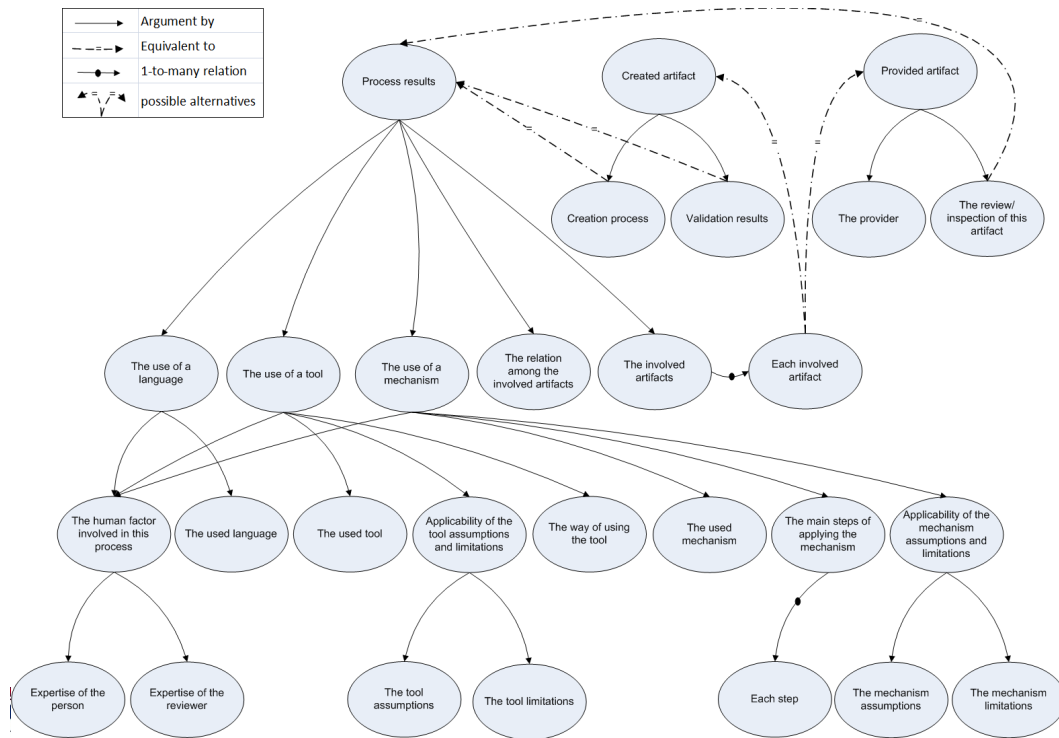 Argument by
Equivalent to
1-to-many relation
possible alternatives
Process results
Created artifact
Provided artifact
Creation process
Validation results
The provider
The review/
inspection of this
artifact
The use of a
language
The use of a tool
The use of a
mechanism
The relation
among the
involved artifacts
The involved
artifacts
Each involved
artifact
The human factor
involved in this
process
The used language
The used tool
Applicability of the
tool assumptions
and limitations
The way of using
the tool
The used
mechanism
The main steps of
applying the
mechanism
Applicability of the
mechanism
assumptions and
limitations
Expertise of the
person
Expertise of the
reviewer
The tool
assumptions
The tool limitations
Each step
The mechanism
assumptions
The mechanism
limitations